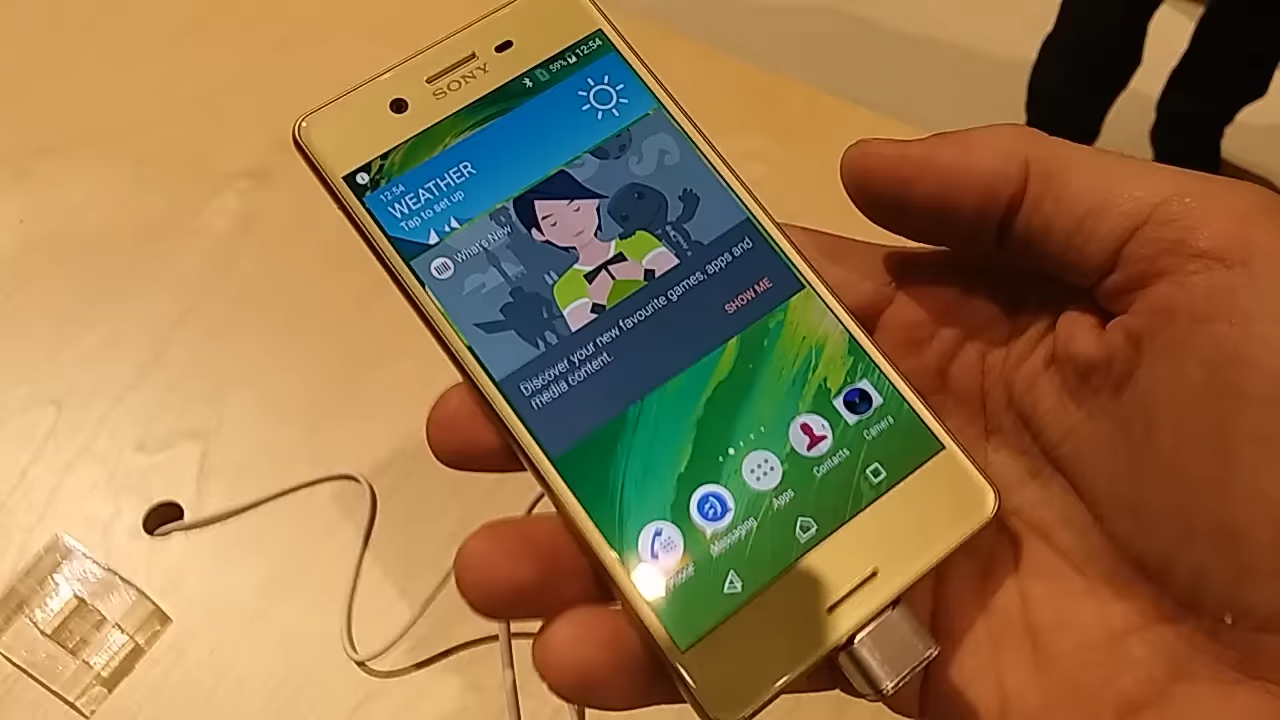 SONY
59% 12:54
12:54
WEATHER
Tap to set up
What's New
Discover your new favourite games, apps and
media content.
SHOW ME
Phone
Messaging
Apps
Contacts
Camera